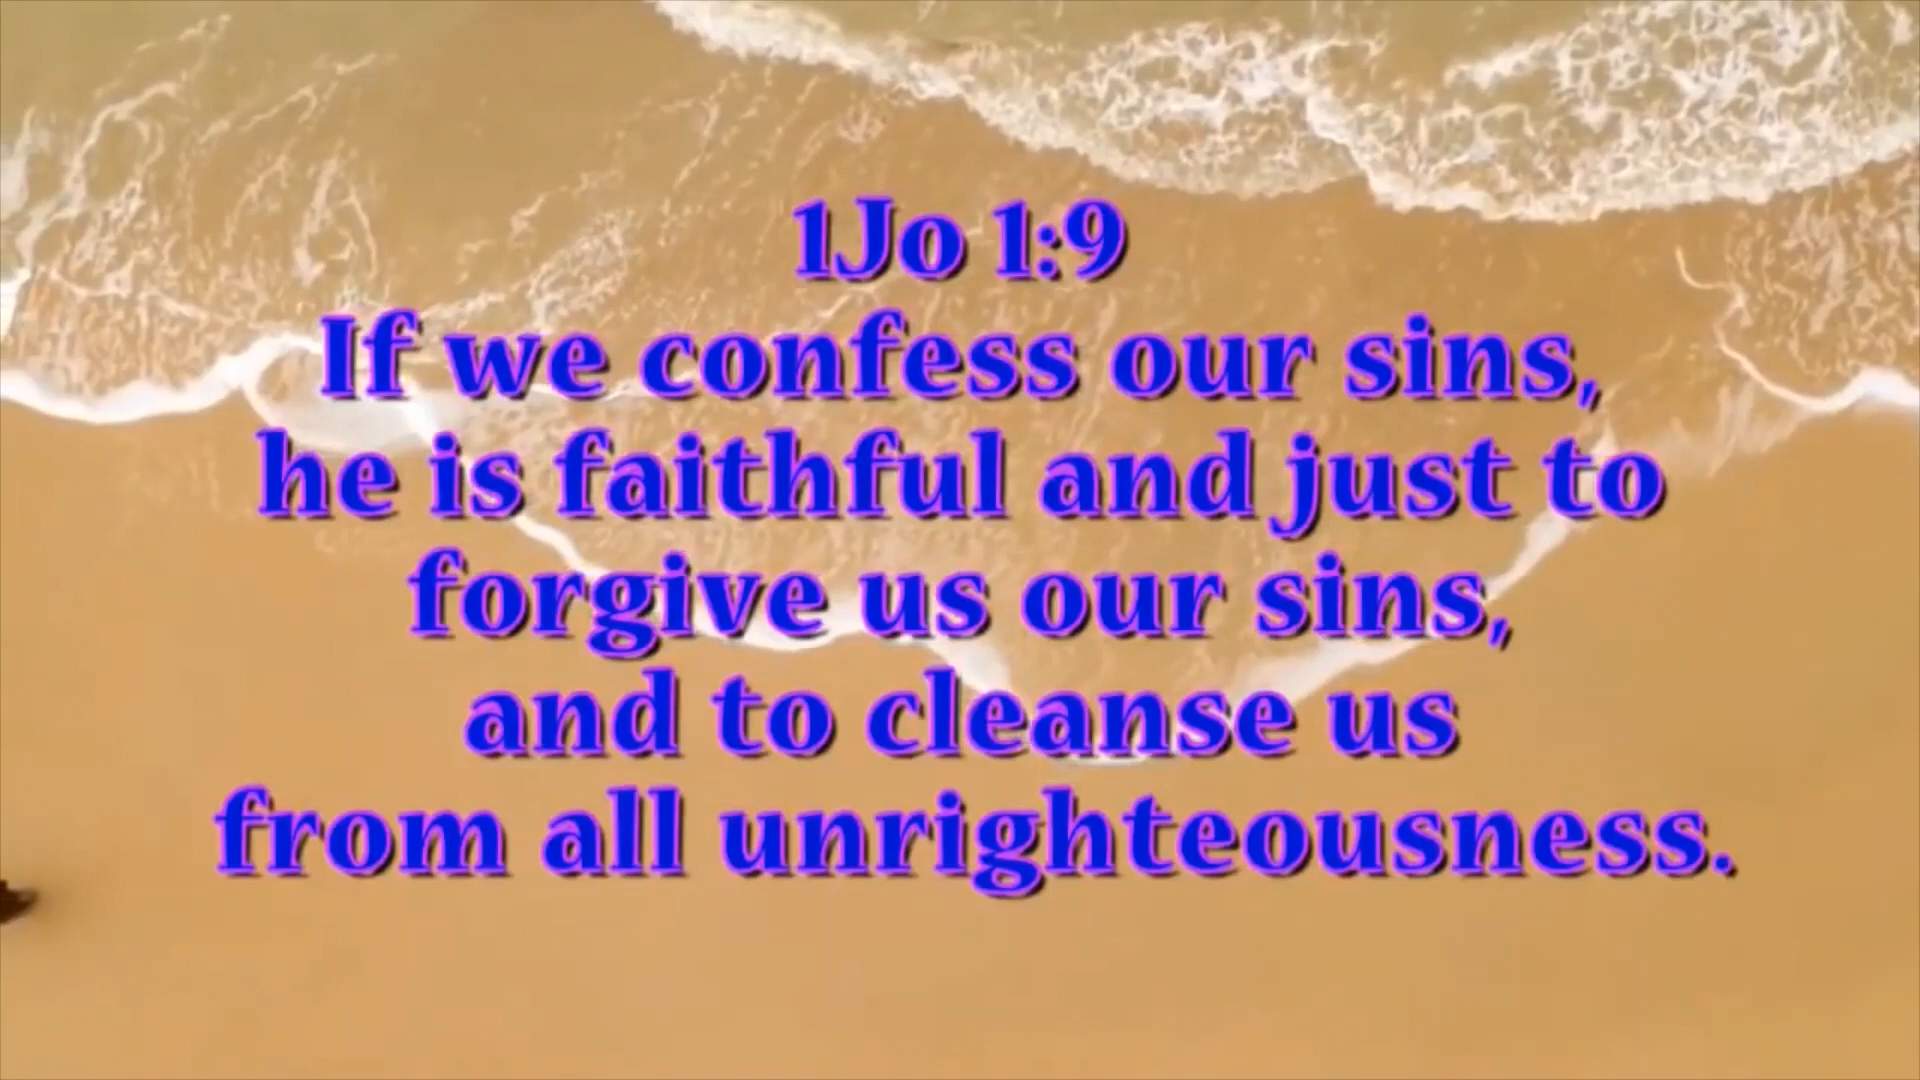 1Jo 1:9
If we confess our sins,
he is faithful and just to
forgive us our sins,
and to cleanse us
from all unrighteousness.